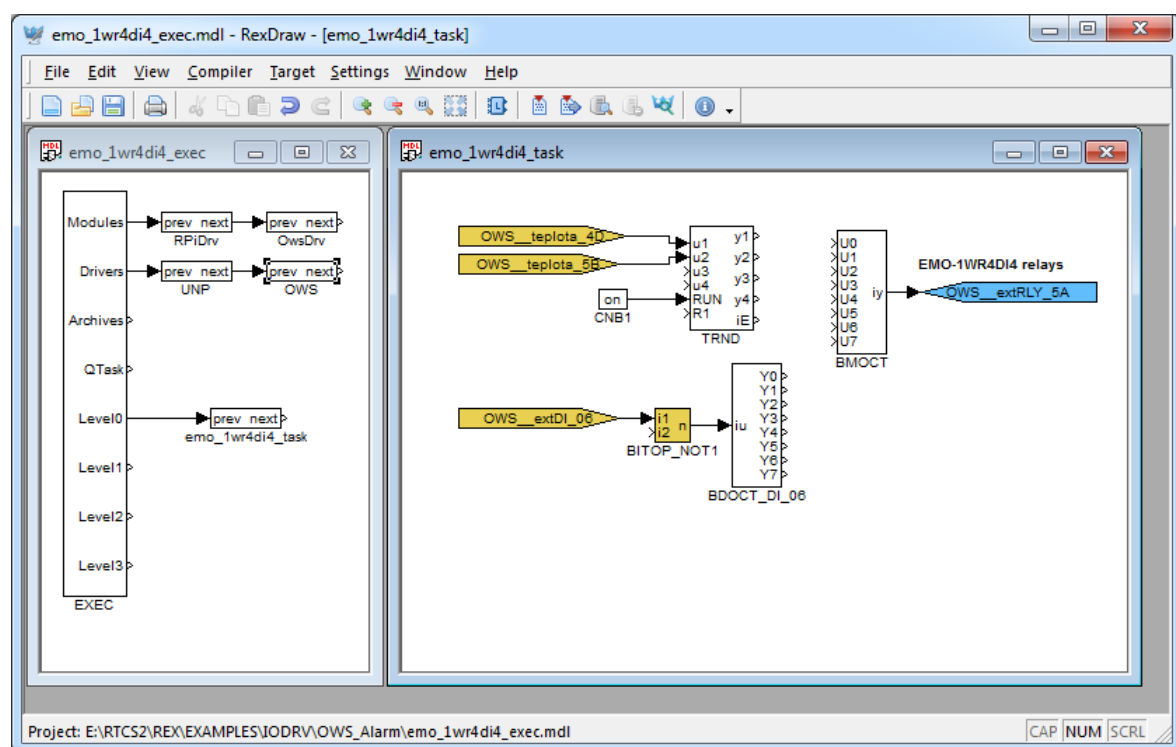 emo_1wr4di4_exec.mdl - RexDraw - [emo_1wr4di4_task]
File Edit View Compiler Target Settings Window Help
emo_1wr4di4_exec
Modules
prev next
prev next
RPiDrv
OwsDrv
Drivers
prev next
prev next
UNP
OWS
Archives
QTask
Level0
prev next
emo_1wr4di4_task
Level1
Level2
Level3
EXEC
emo_1wr4di4_task
OWS__teplota_4D
OWS__teplota_5B
on
CNB1
u1
u2
u3
u4
RUN
R1
y1
y2
y3
y4
iE
TRND
U0
U1
U2
U3
U4
U5
U6
U7
iy
BMOCT
EMO-1WR4DI4 relays
OWS__extRLY_5A
OWS__extDI_06
i1
i2
n
BITOP_NOT1
iu
Y0
Y1
Y2
Y3
Y4
Y5
Y6
Y7
BDOCT_DI_06
Project: E:\RTCS2\REX\EXAMPLES\IODRV\OWS_Alarm\emo_1wr4di4_exec.mdl
CAP NUM SCRL